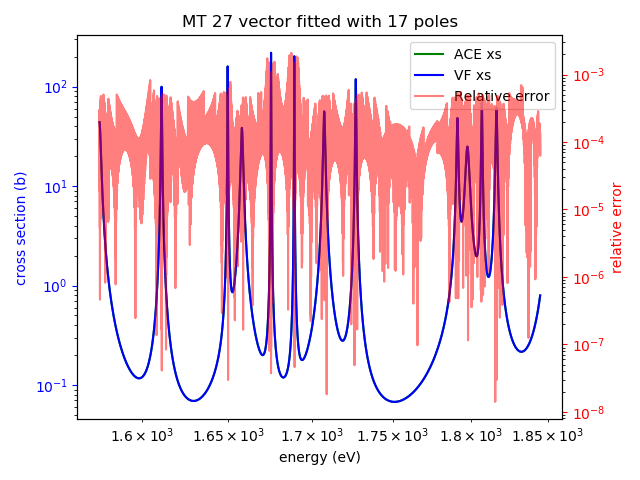 MT 27 vector fitted with 17 poles
ACE xs
VF xs
Relative error
10²
10¹
10⁰
10⁻¹
cross section (b)
10⁻³
10⁻⁴
10⁻⁵
10⁻⁶
10⁻⁷
10⁻⁸
relative error
1.6 × 10³ 1.65 × 10³ 1.7 × 10³ 1.75 × 10³ 1.8 × 10³ 1.85 × 10³
energy (eV)